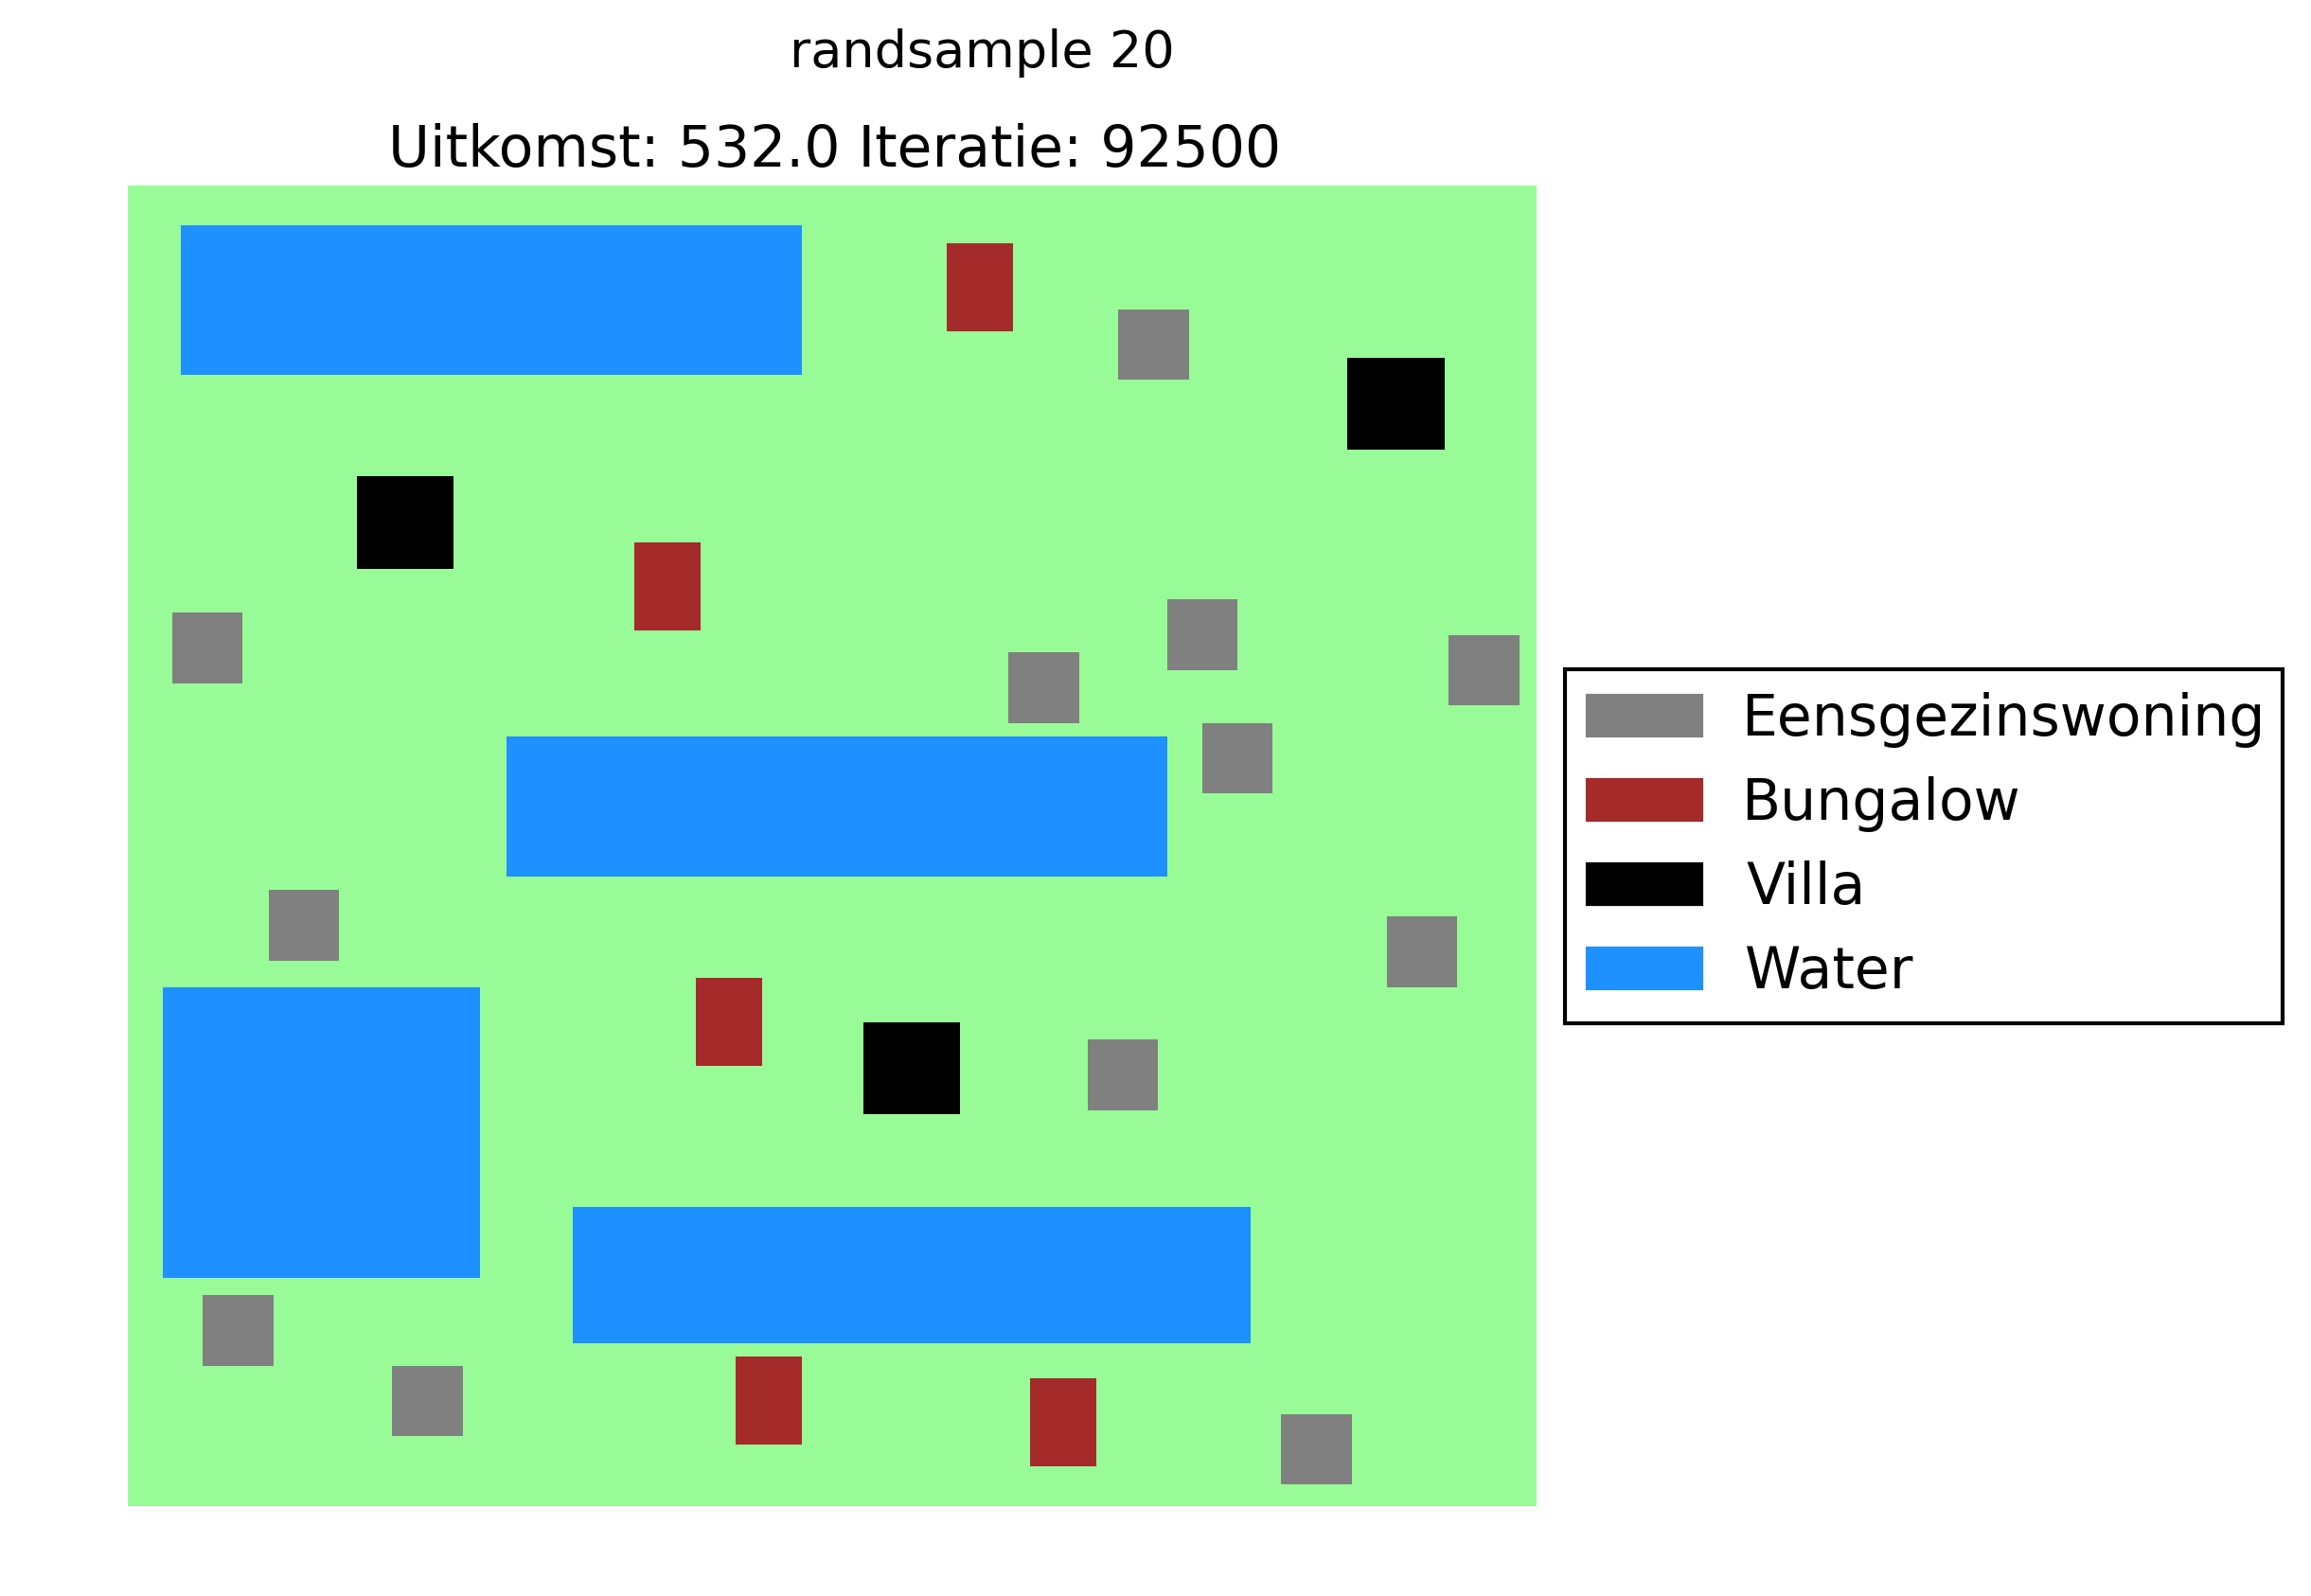 randsample 20
Uitkomst: 532.0 Iteratie: 92500
Eensgezinswoning
Bungalow
Villa
Water